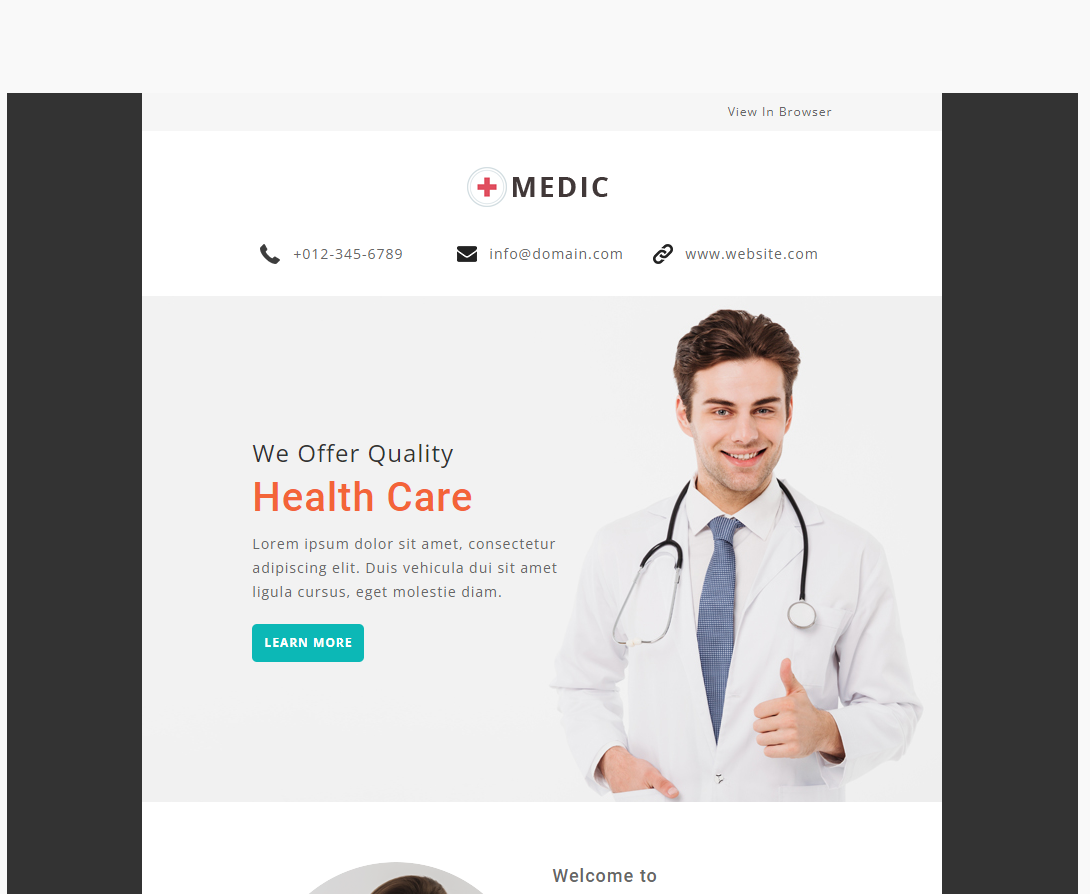 View In Browser
MEDIC
+012-345-6789 info@domain.com www.website.com
We Offer Quality
Health Care
Lorem ipsum dolor sit amet, consectetur
adipiscing elit. Duis vehicula dui sit amet
ligula cursus, eget molestie diam.
LEARN MORE
Welcome to